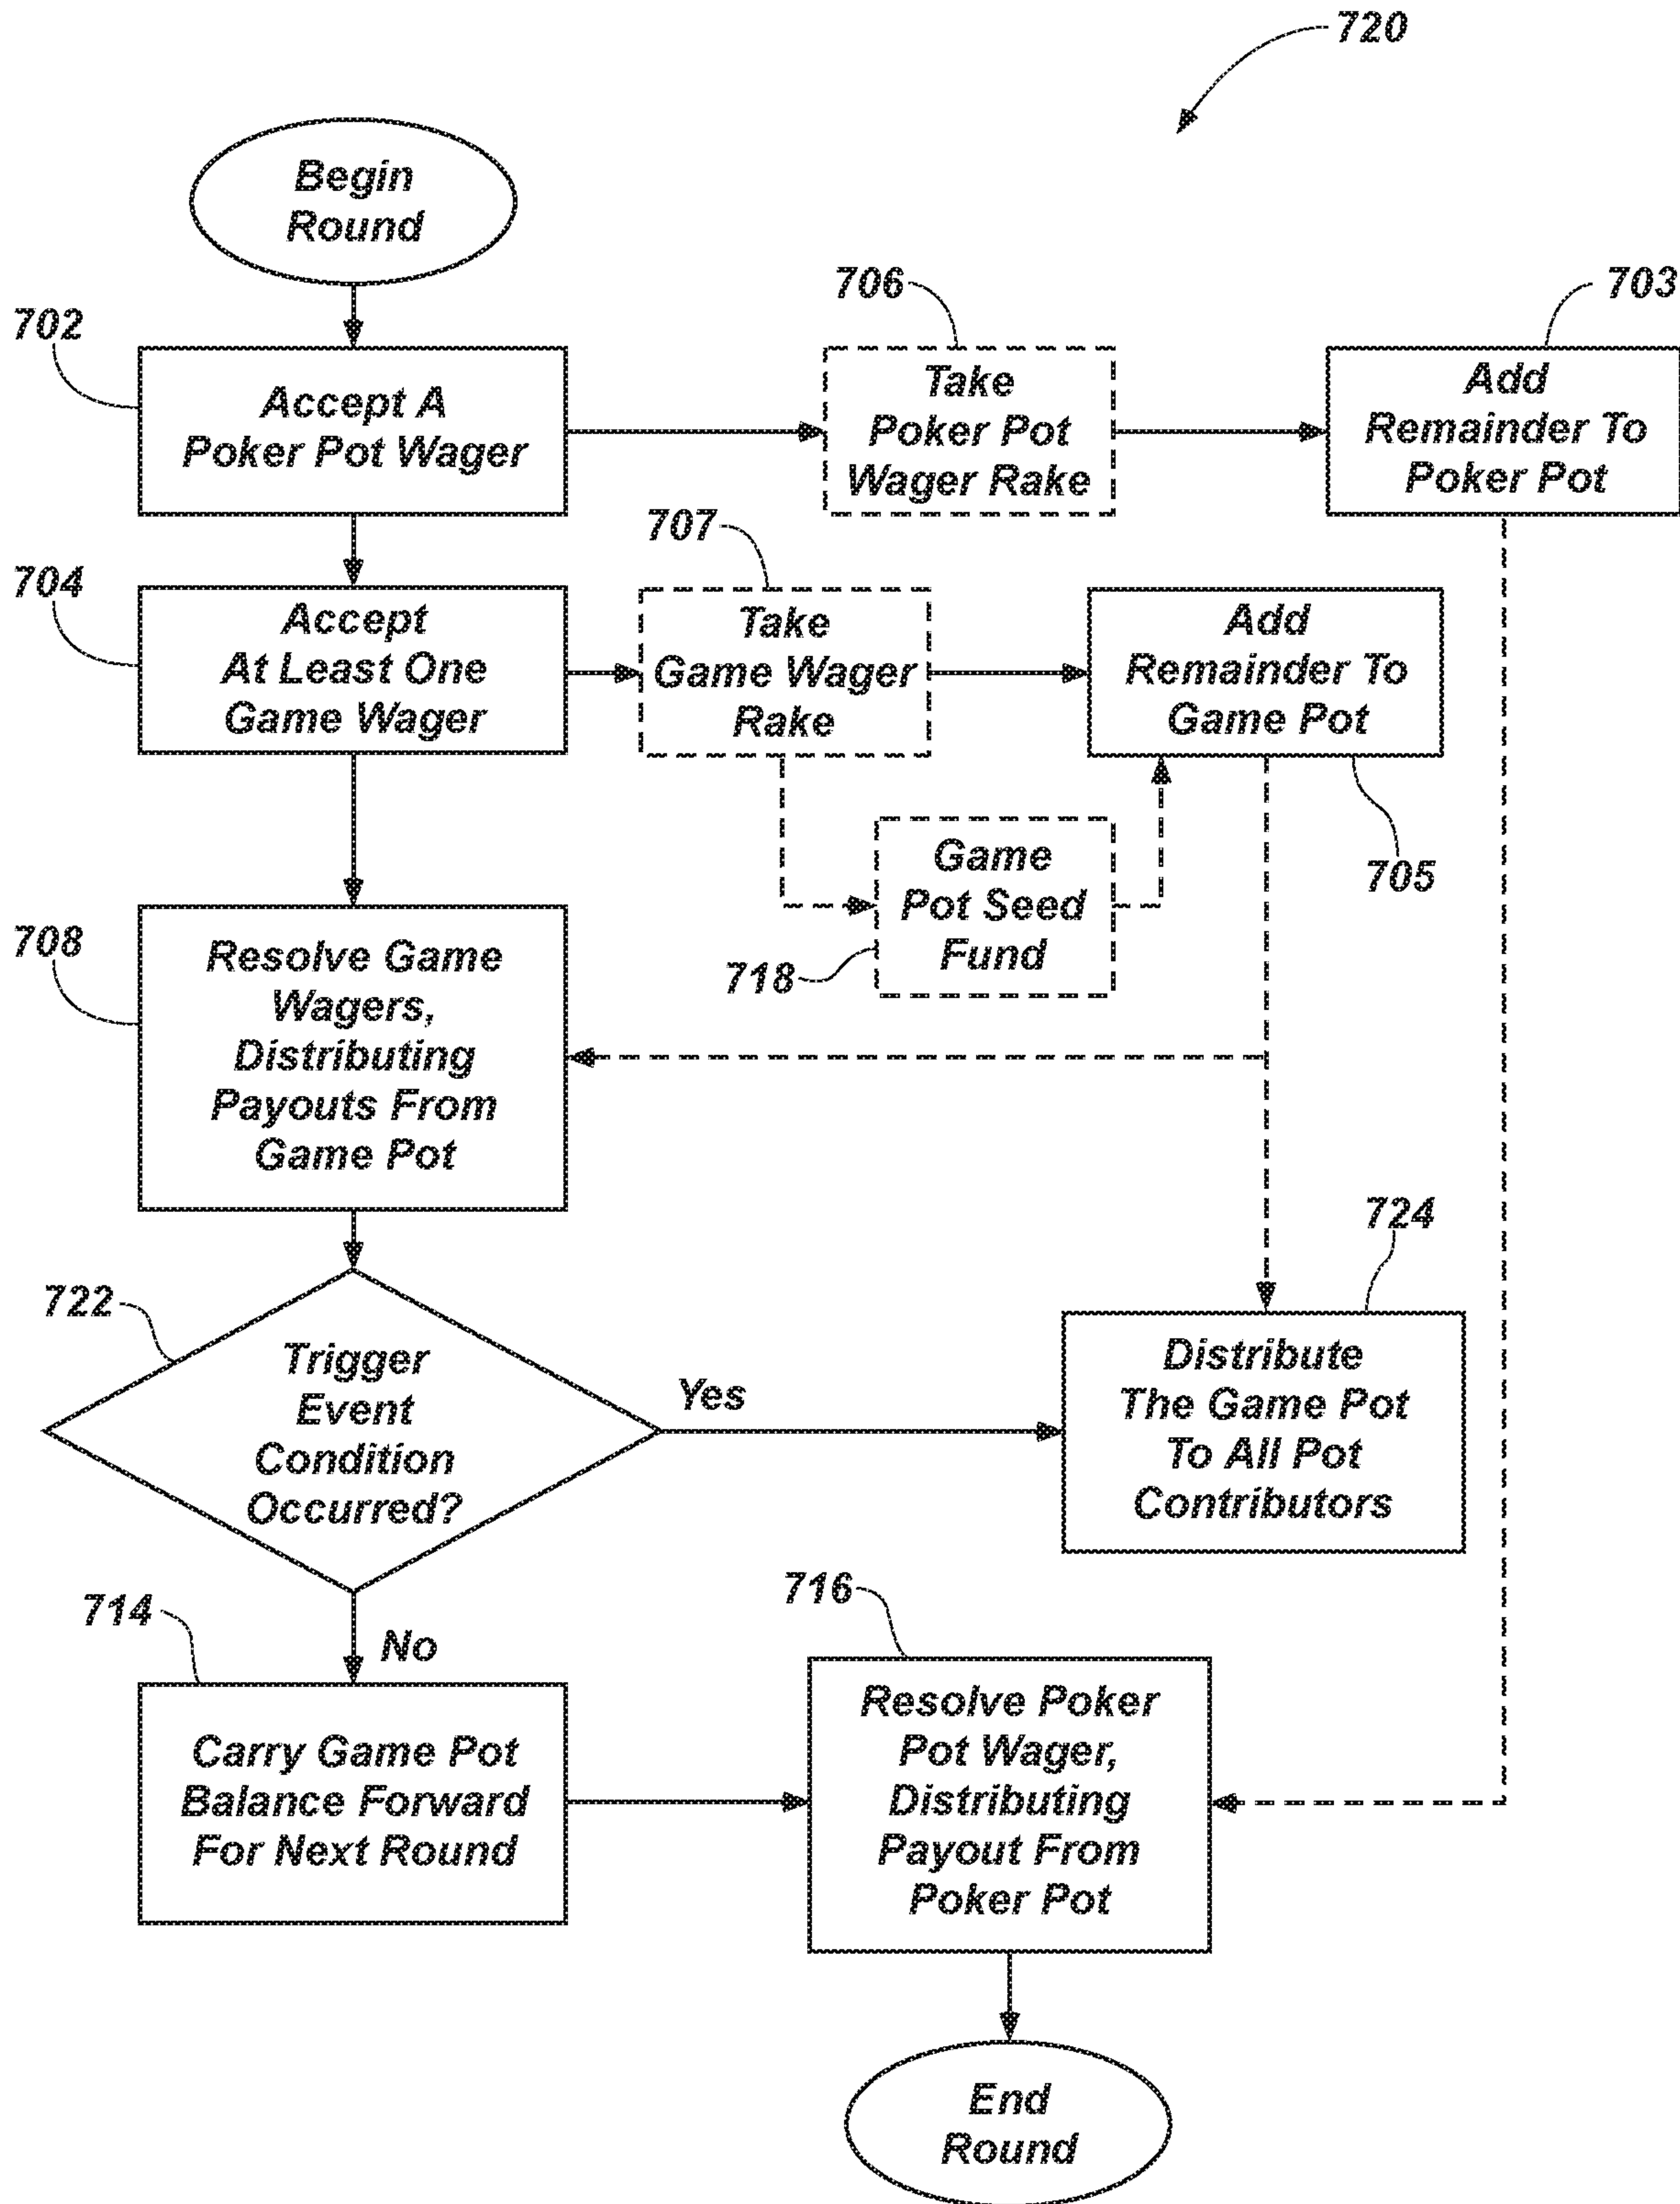 720
Begin
Round
706
703
702
Accept A
Poker Pot Wager
Take
Poker Pot
Wager Rake
Add
Remainder To
Poker Pot
707
704
Accept
At Least One
Game Wager
Take
Game Wager
Rake
Add
Remainder To
Game Pot
705
Game
Pot Seed
Fund
718
708
Resolve Game
Wagers,
Distributing
Payouts From
Game Pot
724
722
Trigger
Event
Condition
Occurred?
Yes
Distribute
The Game Pot
To All Pot
Contributors
714
No
716
Carry Game Pot
Balance Forward
For Next Round
Resolve Poker
Pot Wager,
Distributing
Payout From
Poker Pot
End
Round